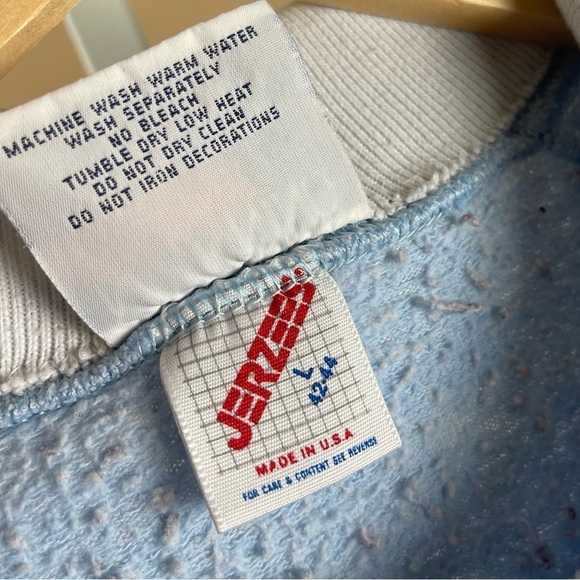 MACHINE WASH WARM WATER
WASH SEPARATELY
NO BLEACH
TUMBLE DRY LOW HEAT
DO NOT DRY CLEAN
DO NOT IRON DECORATIONS
JERZEES
L
42-44
MADE IN U.S.A
FOR CARE & CONTENT SEE REVERSE